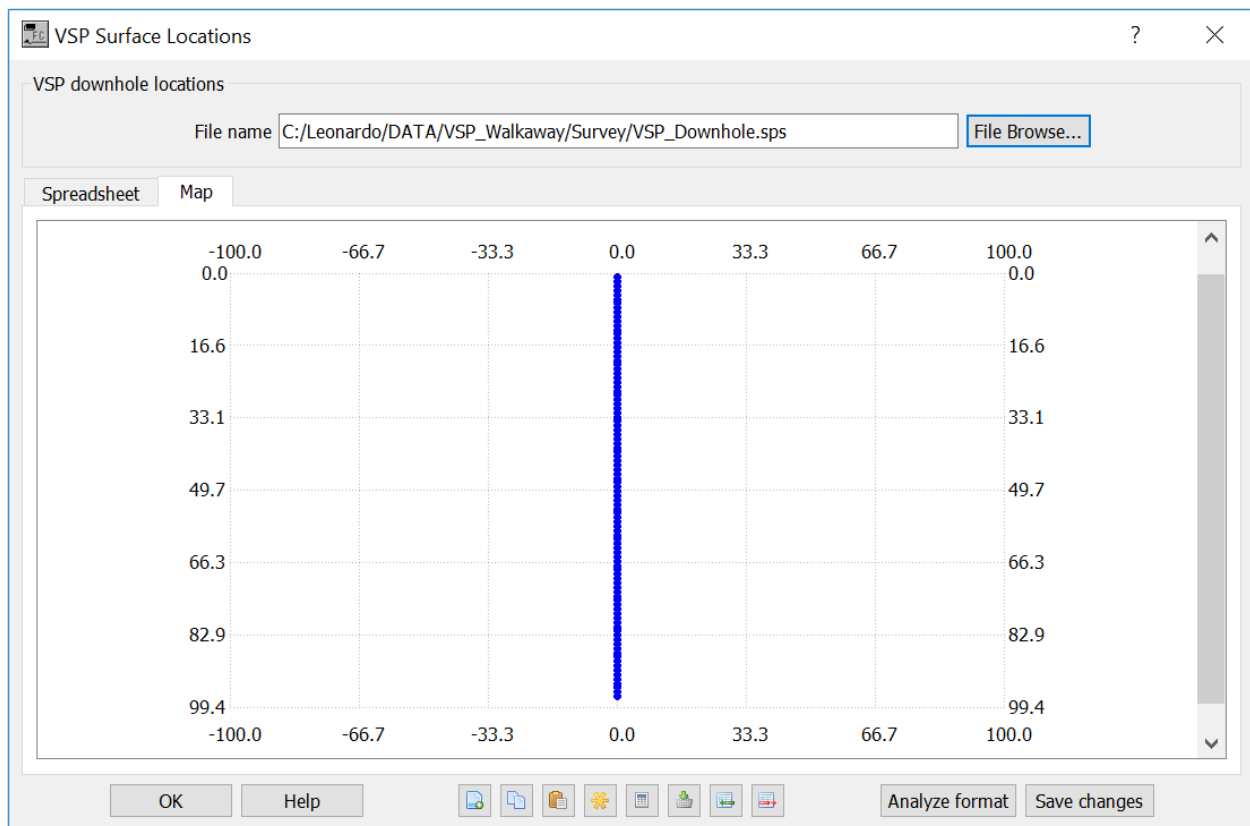 VSP Surface Locations
VSP downhole locations
File name C:/Leonardo/DATA/VSP_Walkaway/Survey/VSP_Downhole.sps File Browse...
Spreadsheet Map
-100.0 -66.7 -33.3 0.0 33.3 66.7 100.0
0.0 0.0
16.6 16.6
33.1 33.1
49.7 49.7
66.3 66.3
82.9 82.9
99.4 99.4
-100.0 -66.7 -33.3 0.0 33.3 66.7 100.0
OK Help Analyze format Save changes